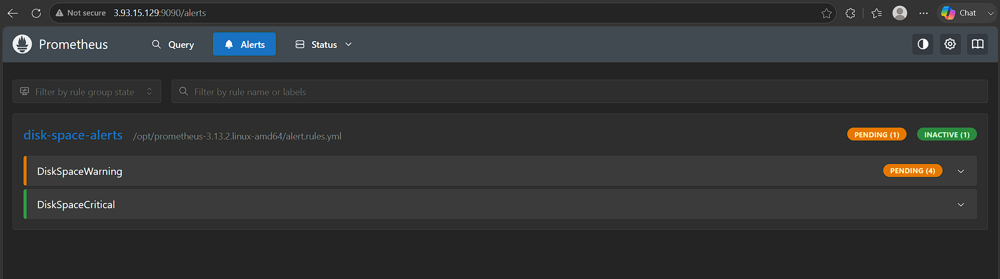 Not secure 3.93.15.129:9090/alerts Chat
Prometheus Query Alerts Status
Filter by rule group state Filter by rule name or labels
disk-space-alerts /opt/prometheus-3.13.2.linux-amd64/alert.rules.yml PENDING (1) INACTIVE (1)
DiskSpaceWarning PENDING (4)
DiskSpaceCritical